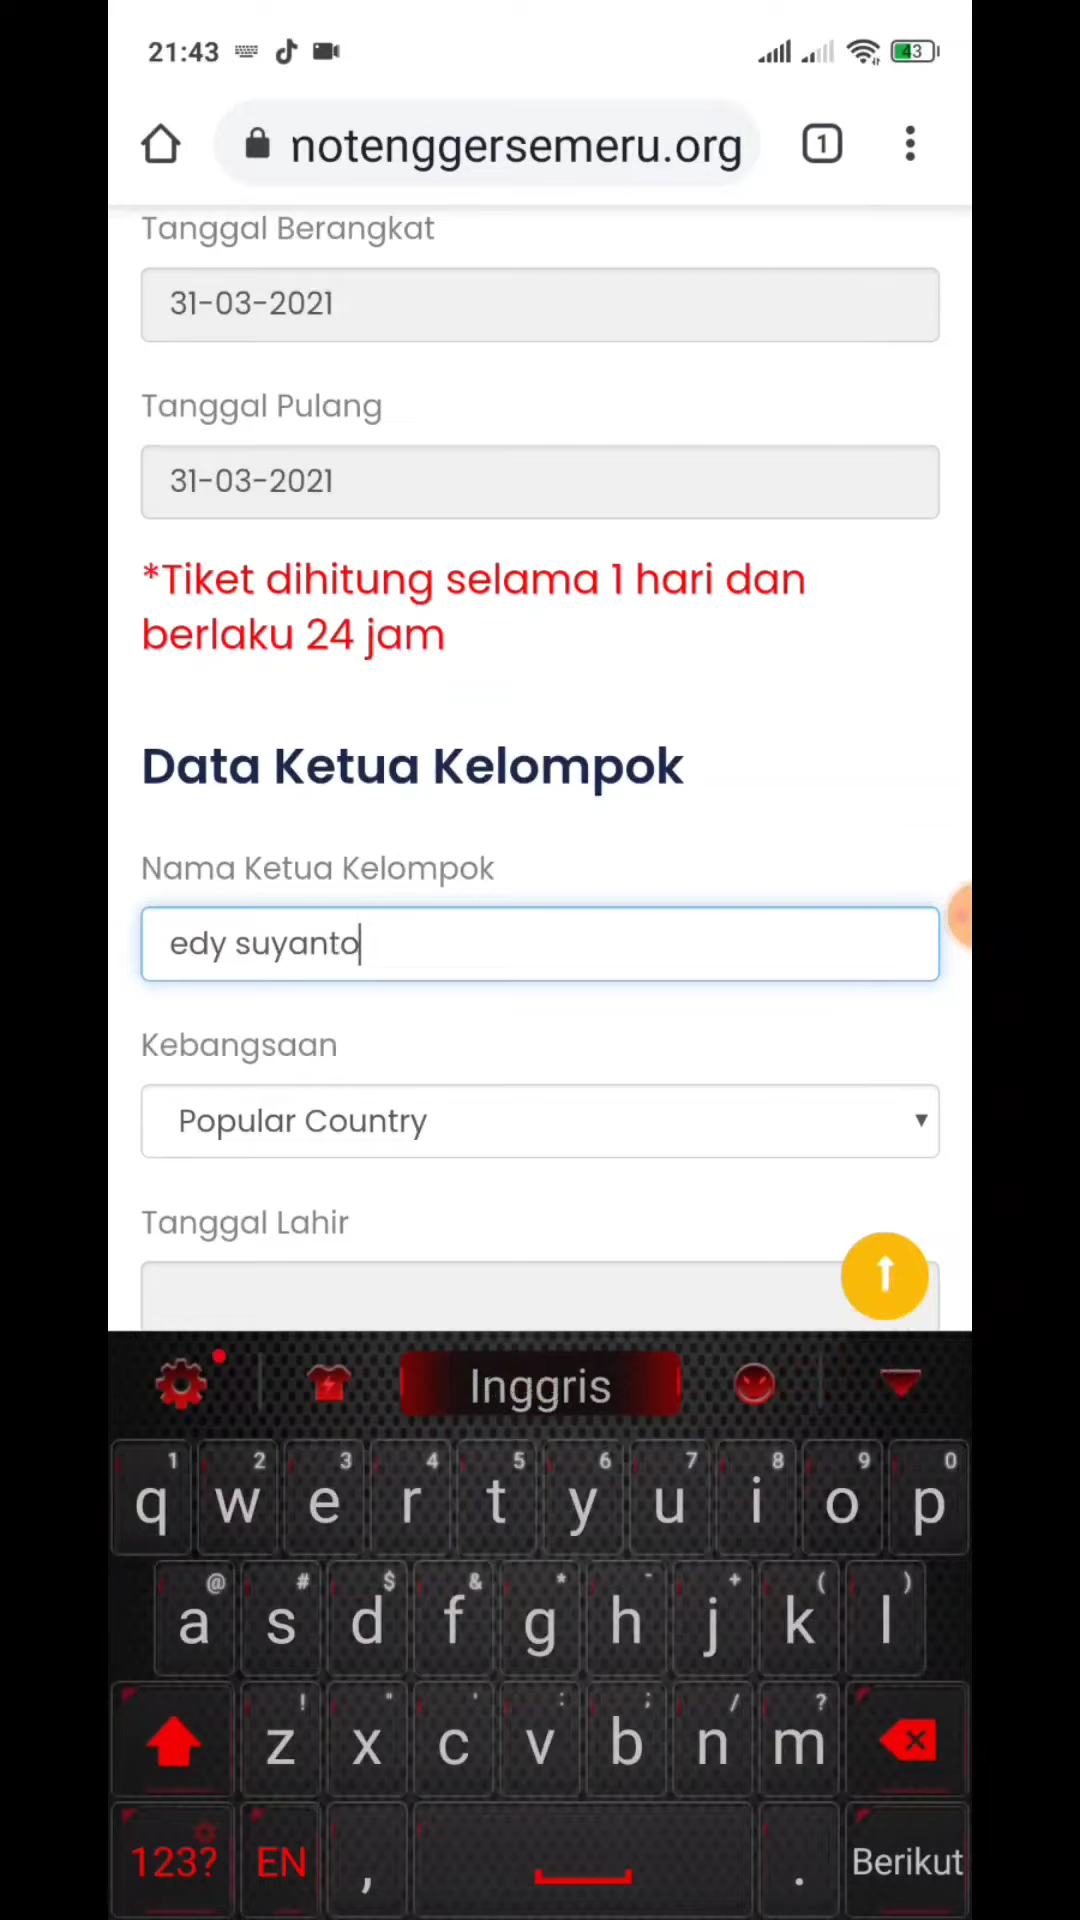 21:43
43
notenggersemeru.org
1
Tanggal Berangkat
31-03-2021
Tanggal Pulang
31-03-2021
*Tiket dihitung selama 1 hari dan
berlaku 24 jam
Data Ketua Kelompok
Nama Ketua Kelompok
edy suyanto
Kebangsaan
Popular Country
Tanggal Lahir
Inggris
1 2 3 4 5 6 7 8 9 0
q w e r t y u i o p
@ # $ & * - + ( )
a s d f g h j k l
! " ' : ; / ?
z x c v b n m
123? EN , . Berikut